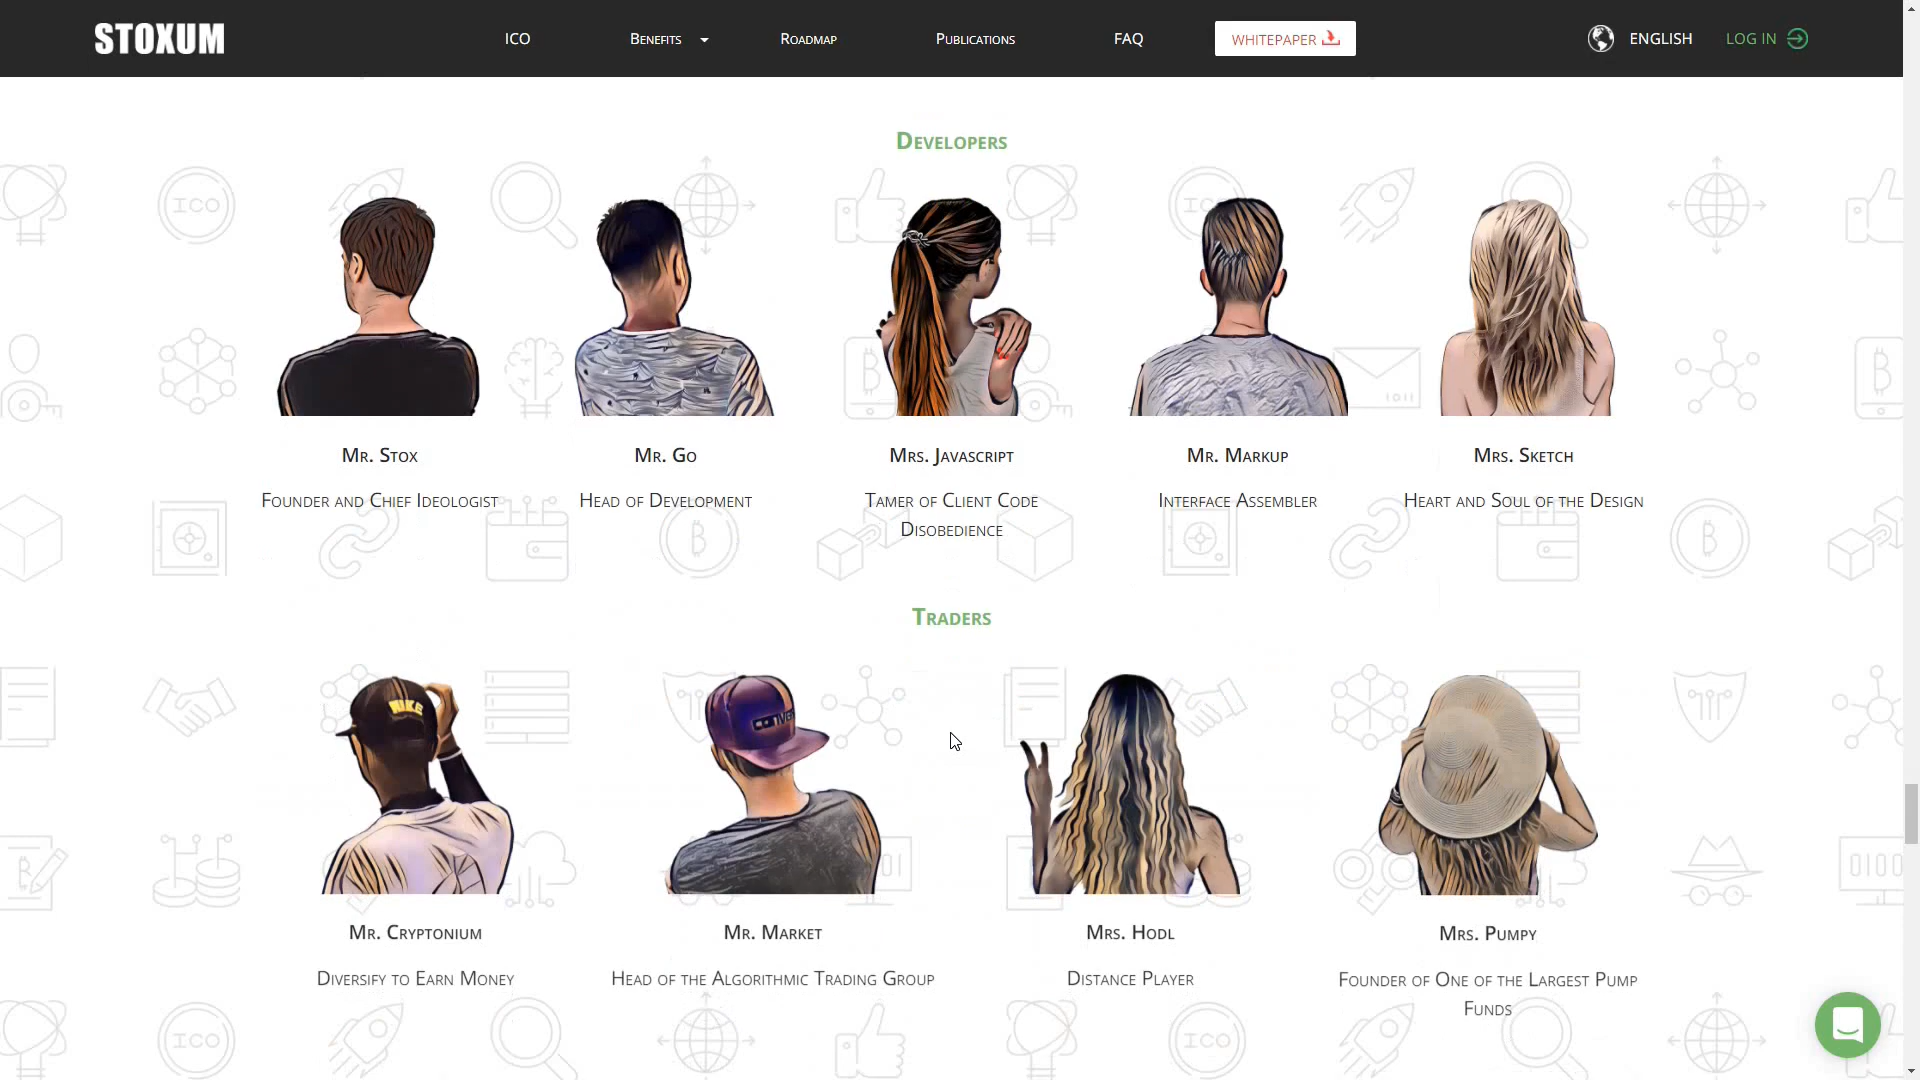 STOXUM
ICO Benefits Roadmap Publications FAQ WHITEPAPER ENGLISH LOG IN
Developers
Mr. Stox Mr. Go Mrs. Javascript Mr. Markup Mrs. Sketch
Founder and Chief Ideologist Head of Development Tamer of Client Code Interface Assembler Heart and Soul of the Design
Disobedience
Traders
NIKE
Mr. Cryptonium Mr. Market Mrs. Hodl Mrs. Pumpy
Diversify to Earn Money Head of the Algorithmic Trading Group Distance Player Founder of One of the Largest Pump
Funds
ICO ICO